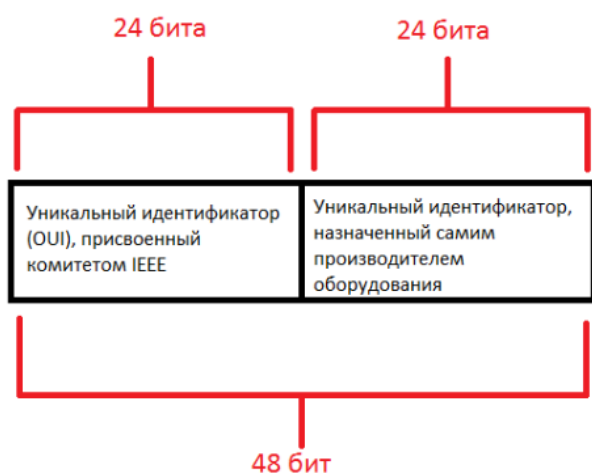 24 бита
24 бита
Уникальный идентификатор
(OUI), присвоенный
комитетом IEEE
Уникальный идентификатор,
назначенный самим
производителем
оборудования
48 бит